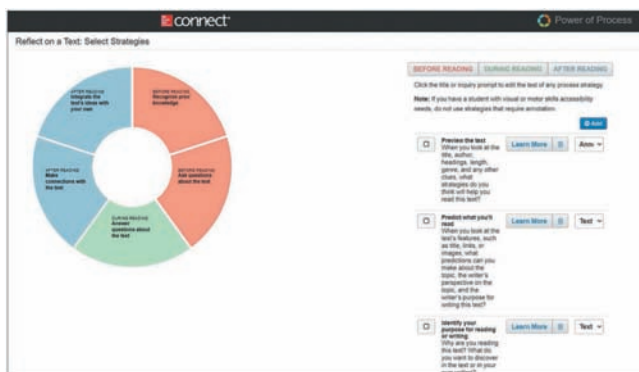 connect
Power of Process
Reflect on a Text: Select Strategies
AFTER READING
Integrate the
text's ideas with
your own
BEFORE READING
Recognize prior
knowledge
AFTER READING
Make
connections with
the text
BEFORE READING
Ask questions
about the text
DURING READING
Answer
questions about
the text
BEFORE READING
DURING READING
AFTER READING
Click the title or inquiry prompt to edit the text of any process strategy.
Note: If you have a student with visual or motor skills accessibility
needs, do not use strategies that require annotation.
Add
Preview the text
When you look at
the title, author,
headings, length,
genre, and any other
clues, what
strategies do you
think will help you
read this text?
Learn More
Predict what you'll
read
When you look at
the text's features,
such as title, links, or
images, what
predictions can you
make about the
topic, the writer's
perspective on the
topic, and the
writer's purpose for
writing this text?
Learn More
Text
Identify your
purpose for reading
or writing
Why are you reading
this text? What do
you want to discover
in the text or in your
Learn More
Text